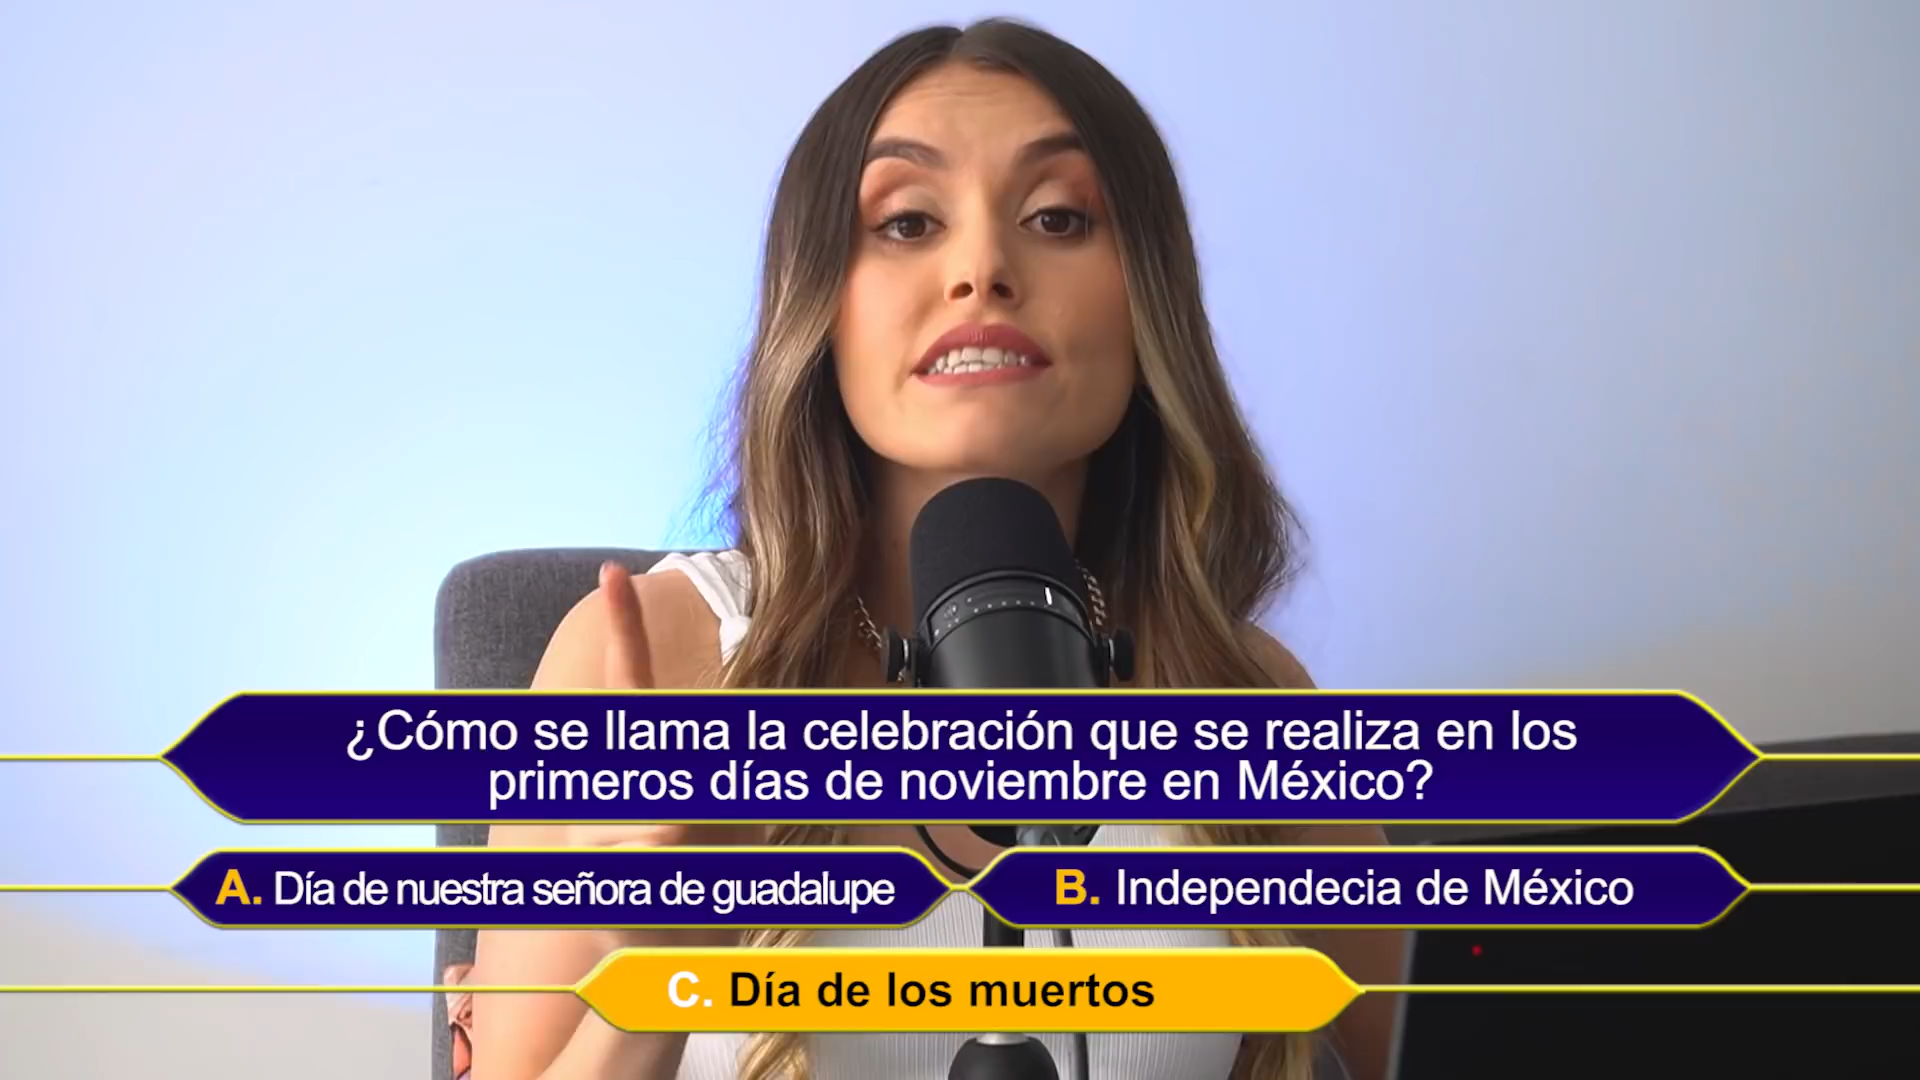 ¿Cómo se llama la celebración que se realiza en los
primeros días de noviembre en México?
A. Día de nuestra señora de guadalupe
B. Independecia de México
C. Día de los muertos